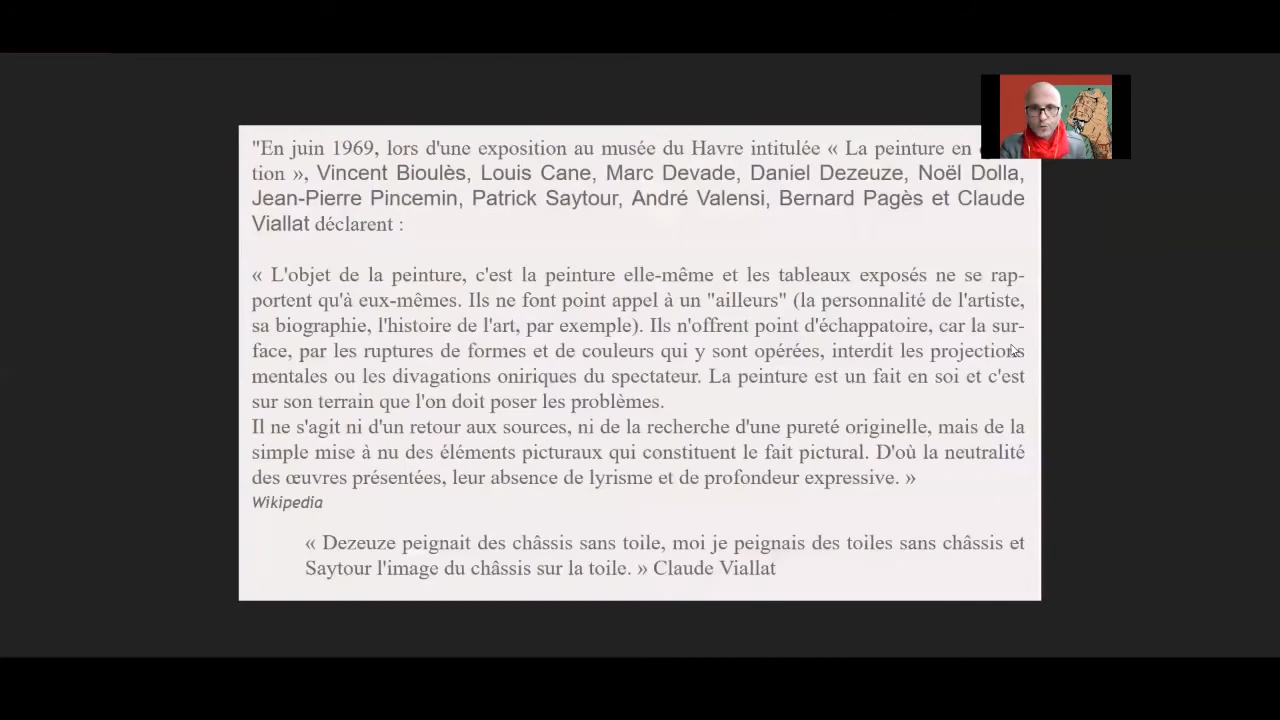 "En juin 1969, lors d'une exposition au musée du Havre intitulée « La peinture en
tion », Vincent Bioulès, Louis Cane, Marc Devade, Daniel Dezeuze, Noël Dolla,
Jean-Pierre Pincemin, Patrick Saytour, André Valensi, Bernard Pagès et Claude
Viallat déclarent :
« L'objet de la peinture, c'est la peinture elle-même et les tableaux exposés ne se rap-
portent qu'à eux-mêmes. Ils ne font point appel à un "ailleurs" (la personnalité de l'artiste,
sa biographie, l'histoire de l'art, par exemple). Ils n'offrent point d'échappatoire, car la sur-
face, par les ruptures de formes et de couleurs qui y sont opérées, interdit les projections
mentales ou les divagations oniriques du spectateur. La peinture est un fait en soi et c'est
sur son terrain que l'on doit poser les problèmes.
Il ne s'agit ni d'un retour aux sources, ni de la recherche d'une pureté originelle, mais de la
simple mise à nu des éléments picturaux qui constituent le fait pictural. D'où la neutralité
des œuvres présentées, leur absence de lyrisme et de profondeur expressive. »
Wikipedia
« Dezeuze peignait des châssis sans toile, moi je peignais des toiles sans châssis et
Saytour l'image du châssis sur la toile. » Claude Viallat